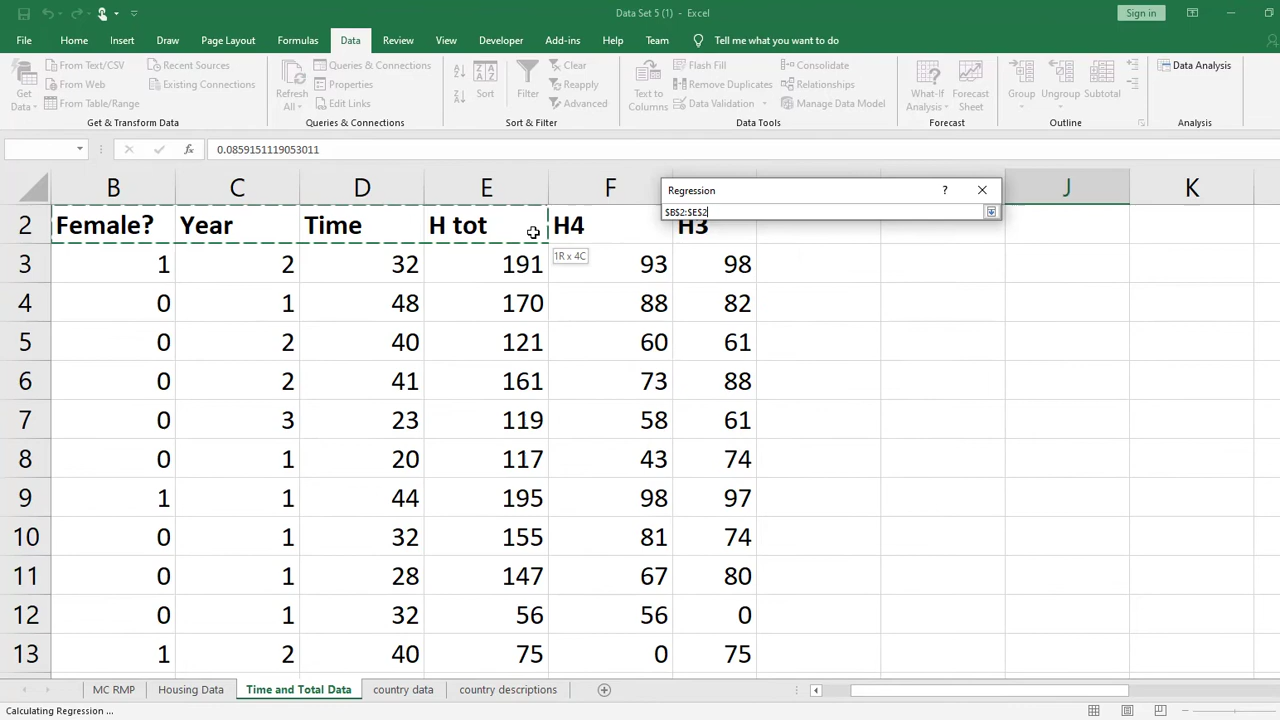 Data Set 5 (1) - Excel
Sign in
File Home Insert Draw Page Layout Formulas Data Review View Developer Add-ins Help Team Tell me what you want to do
Get Data
From Text/CSV
From Web
From Table/Range
Recent Sources
Existing Connections
Get & Transform Data
Refresh All
Queries & Connections
Properties
Edit Links
Queries & Connections
Sort
Filter
Clear
Reapply
Advanced
Sort & Filter
Text to Columns
Flash Fill
Remove Duplicates
Data Validation
Consolidate
Relationships
Manage Data Model
Data Tools
What-If Analysis
Forecast Sheet
Forecast
Group
Ungroup
Subtotal
Outline
Data Analysis
Analysis
fx 0.0859151119053011
B C D E F J K
Regression ?
$B$2:$E$2
2 Female? Year Time H tot H4 H3
1R x 4C
3 1 2 32 191 93 98
4 0 1 48 170 88 82
5 0 2 40 121 60 61
6 0 2 41 161 73 88
7 0 3 23 119 58 61
8 0 1 20 117 43 74
9 1 1 44 195 98 97
10 0 1 32 155 81 74
11 0 1 28 147 67 80
12 0 1 32 56 56 0
13 1 2 40 75 0 75
MC RMP Housing Data Time and Total Data country data country descriptions
Calculating Regression ...